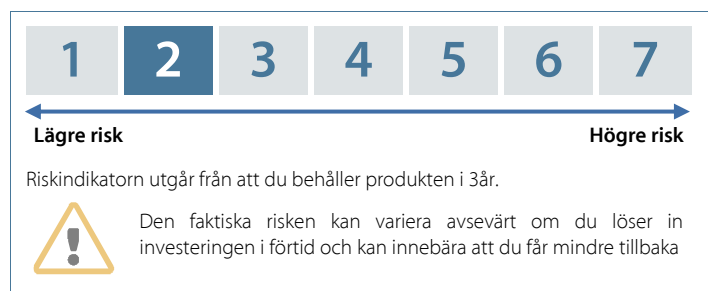 1 2 3 4 5 6 7
Lägre risk Högre risk
Riskindikatorn utgår från att du behåller produkten i 3år.
Den faktiska risken kan variera avsevärt om du löser in
investeringen i förtid och kan innebära att du får mindre tillbaka